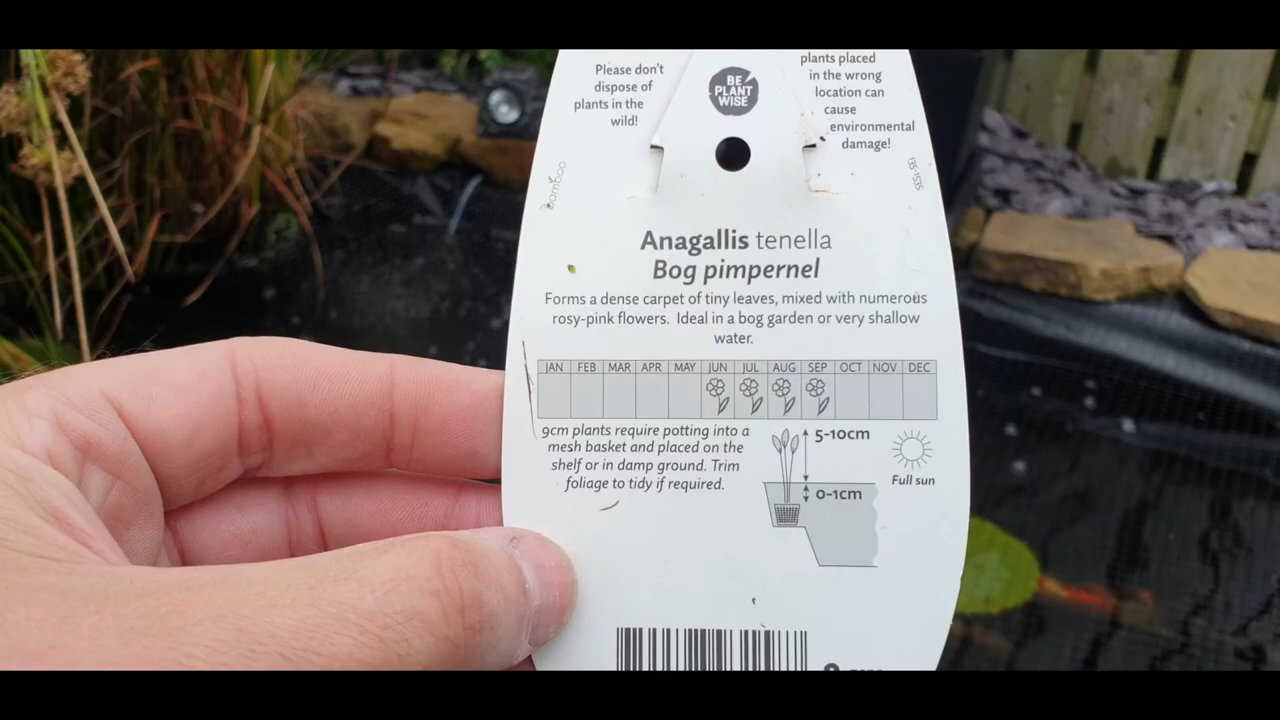 Please don't
dispose of
plants in the
wild!
BE
PLANT
WISE
plants placed
in the wrong
location can
cause
environmental
damage!
bamboo
135-1535
Anagallis tenella
Bog pimpernel
Forms a dense carpet of tiny leaves, mixed with numerous
rosy-pink flowers. Ideal in a bog garden or very shallow
water.
JAN FEB MAR APR MAY JUN JUL AUG SEP OCT NOV DEC
9cm plants require potting into a
mesh basket and placed on the
shelf or in damp ground. Trim
foliage to tidy if required.
5-10cm
0-1cm
Full sun